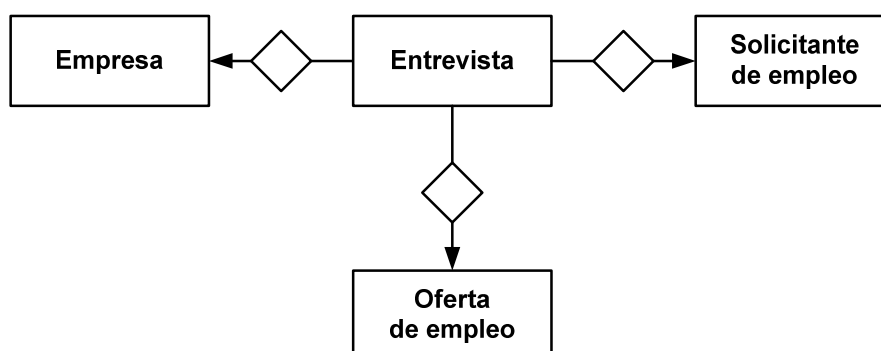 Empresa
Entrevista
Solicitante
de empleo
Oferta
de empleo